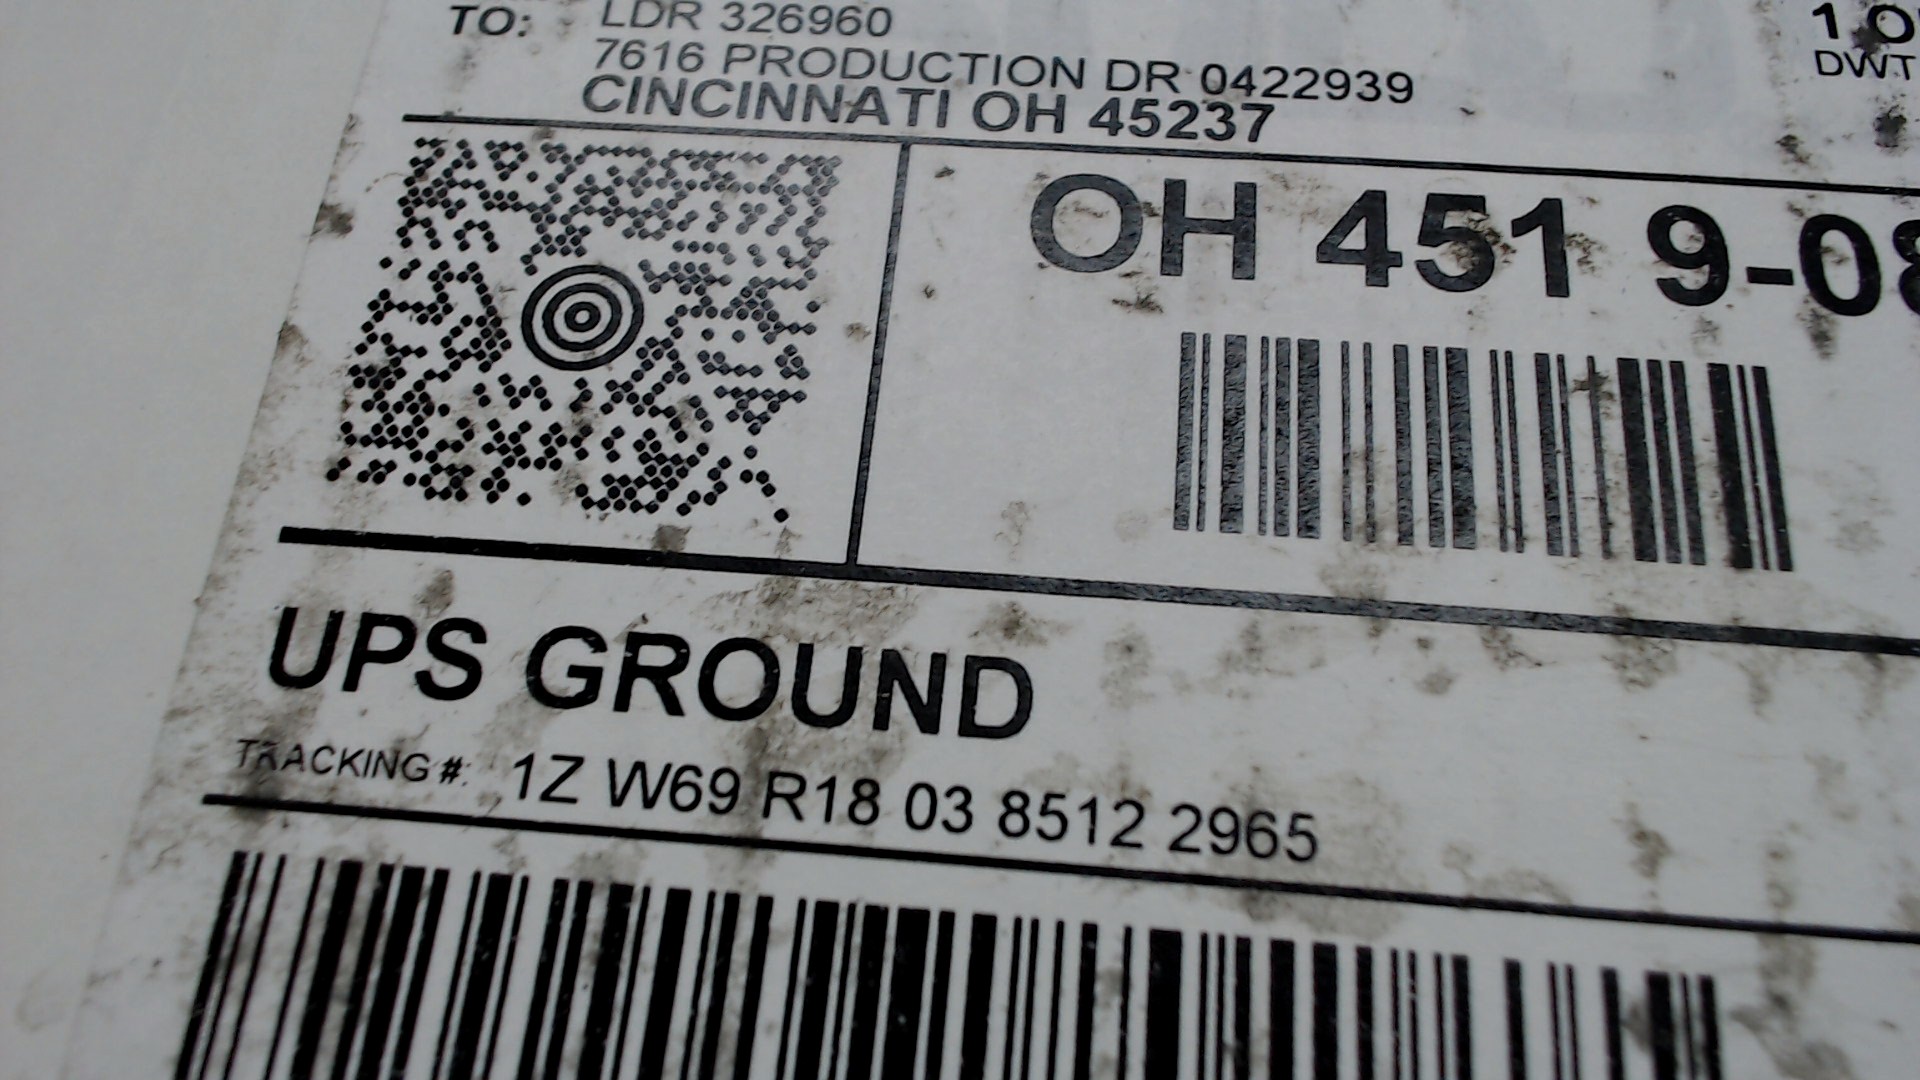 TO: LDR 326960
7616 PRODUCTION DR 0422939
CINCINNATI OH 45237
1 O
DWT
OH 451 9-08
UPS GROUND
TRACKING#: 1Z W69 R18 03 8512 2965